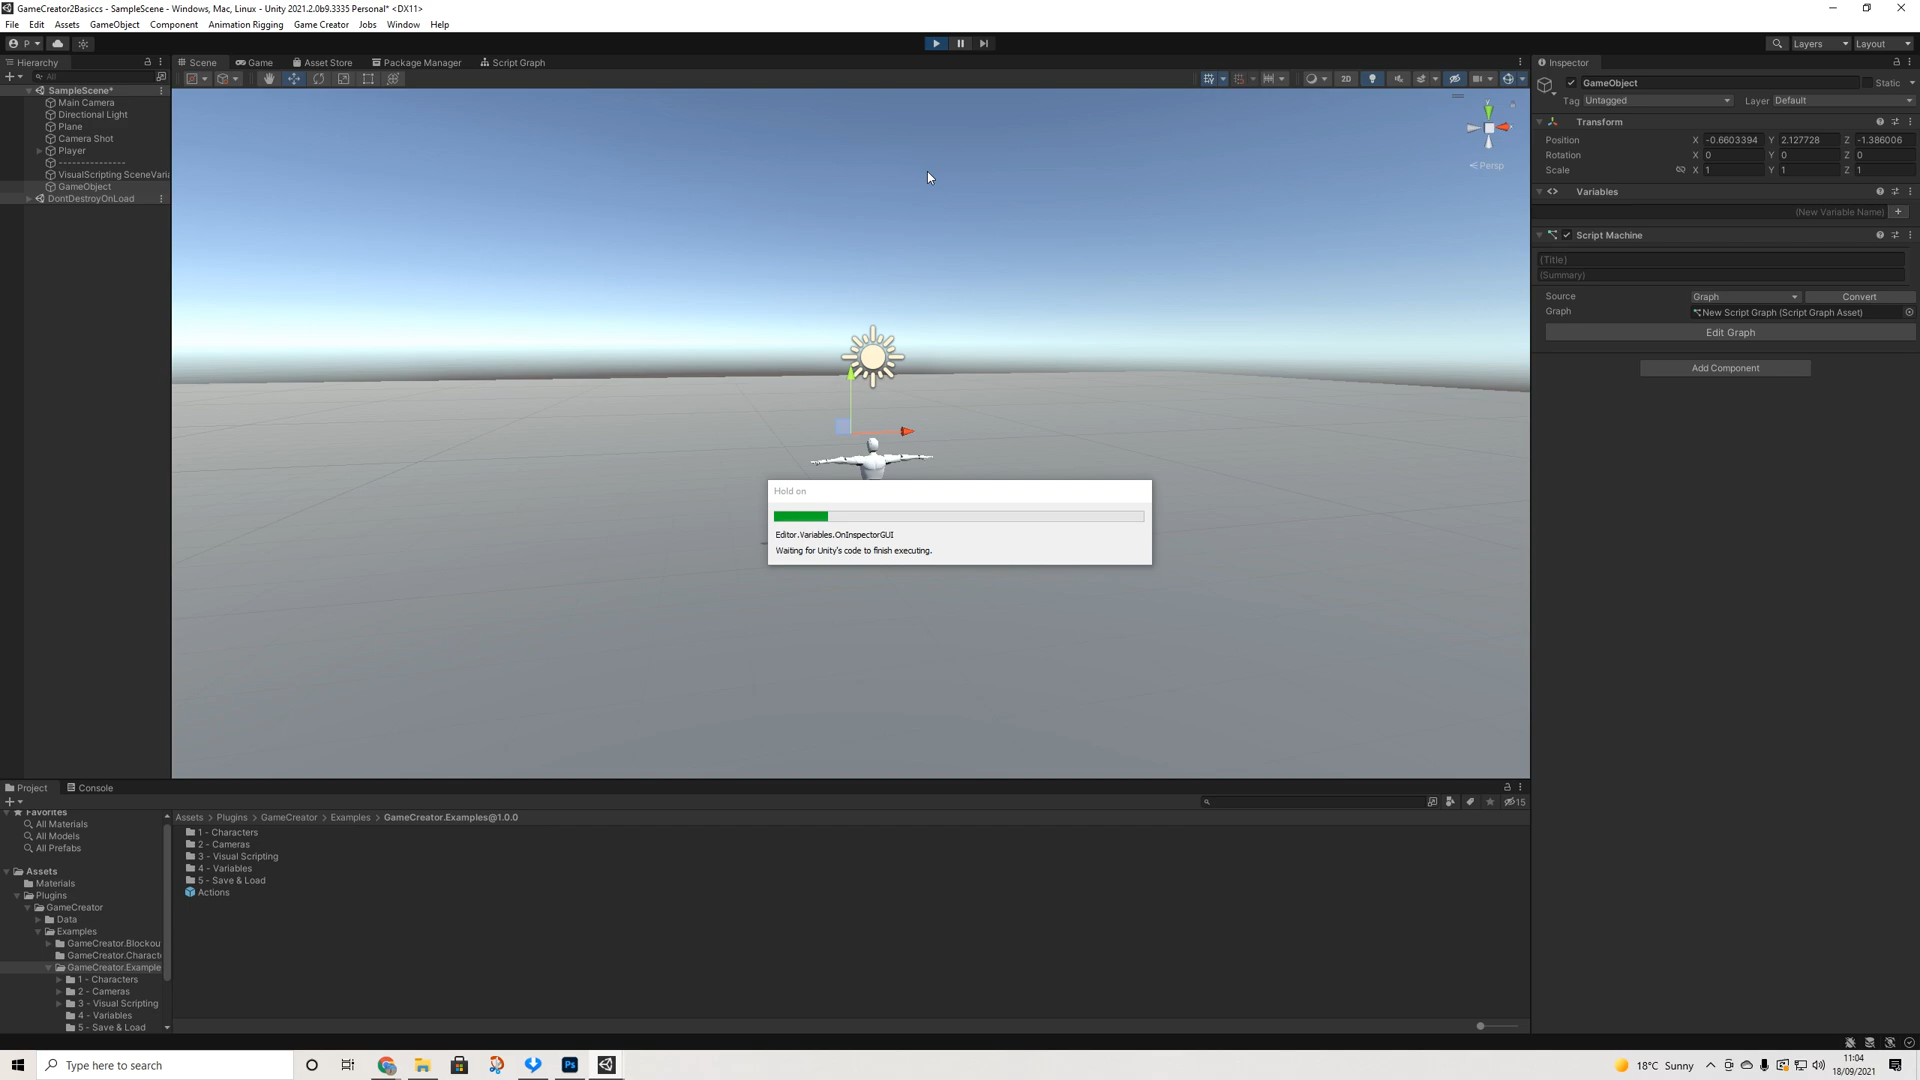 GameCreator2Basiccs - SampleScene - Windows, Mac, Linux - Unity 2021.2.0b9.3335 Personal* <DX11>
File Edit Assets GameObject Component Animation Rigging Game Creator Jobs Window Help
P Layers Layout
Hierarchy Scene Game Asset Store Package Manager Script Graph Inspector
All 2D
SampleScene*
Main Camera
Directional Light
Plane
Camera Shot
Player
---------------
VisualScripting SceneVaria
GameObject
DontDestroyOnLoad
y
Persp
GameObject Static
Tag Untagged Layer Default
Transform
Position X -0.6603394 Y 2.127728 Z -1.386006
Rotation X 0 Y 0 Z 0
Scale X 1 Y 1 Z 1
Variables
(New Variable Name)
Script Machine
(Title)
(Summary)
Source Graph Convert
Graph New Script Graph (Script Graph Asset)
Edit Graph
Add Component
Hold on
Editor.Variables.OnInspectorGUI
Waiting for Unity's code to finish executing.
Project Console
15
Favorites
All Materials
All Models
All Prefabs
Assets
Materials
Plugins
GameCreator
Data
Examples
GameCreator.Blockou
GameCreator.Charact
GameCreator.Example
1 - Characters
2 - Cameras
3 - Visual Scripting
4 - Variables
5 - Save & Load
Assets > Plugins > GameCreator > Examples > GameCreator.Examples@1.0.0
1 - Characters
2 - Cameras
3 - Visual Scripting
4 - Variables
5 - Save & Load
Actions
Type here to search
Ps
18°C Sunny
11:04
18/09/2021